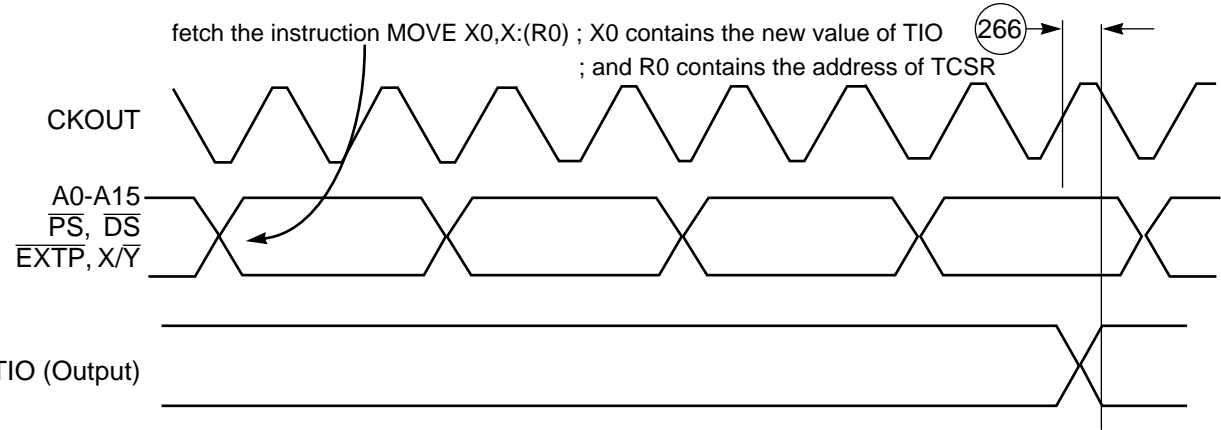 fetch the instruction MOVE X0,X:(R0) ; X0 contains the new value of TIO
266
; and R0 contains the address of TCSR
CKOUT
A0-A15
PS, DS
EXTP, X/Y
TIO (Output)